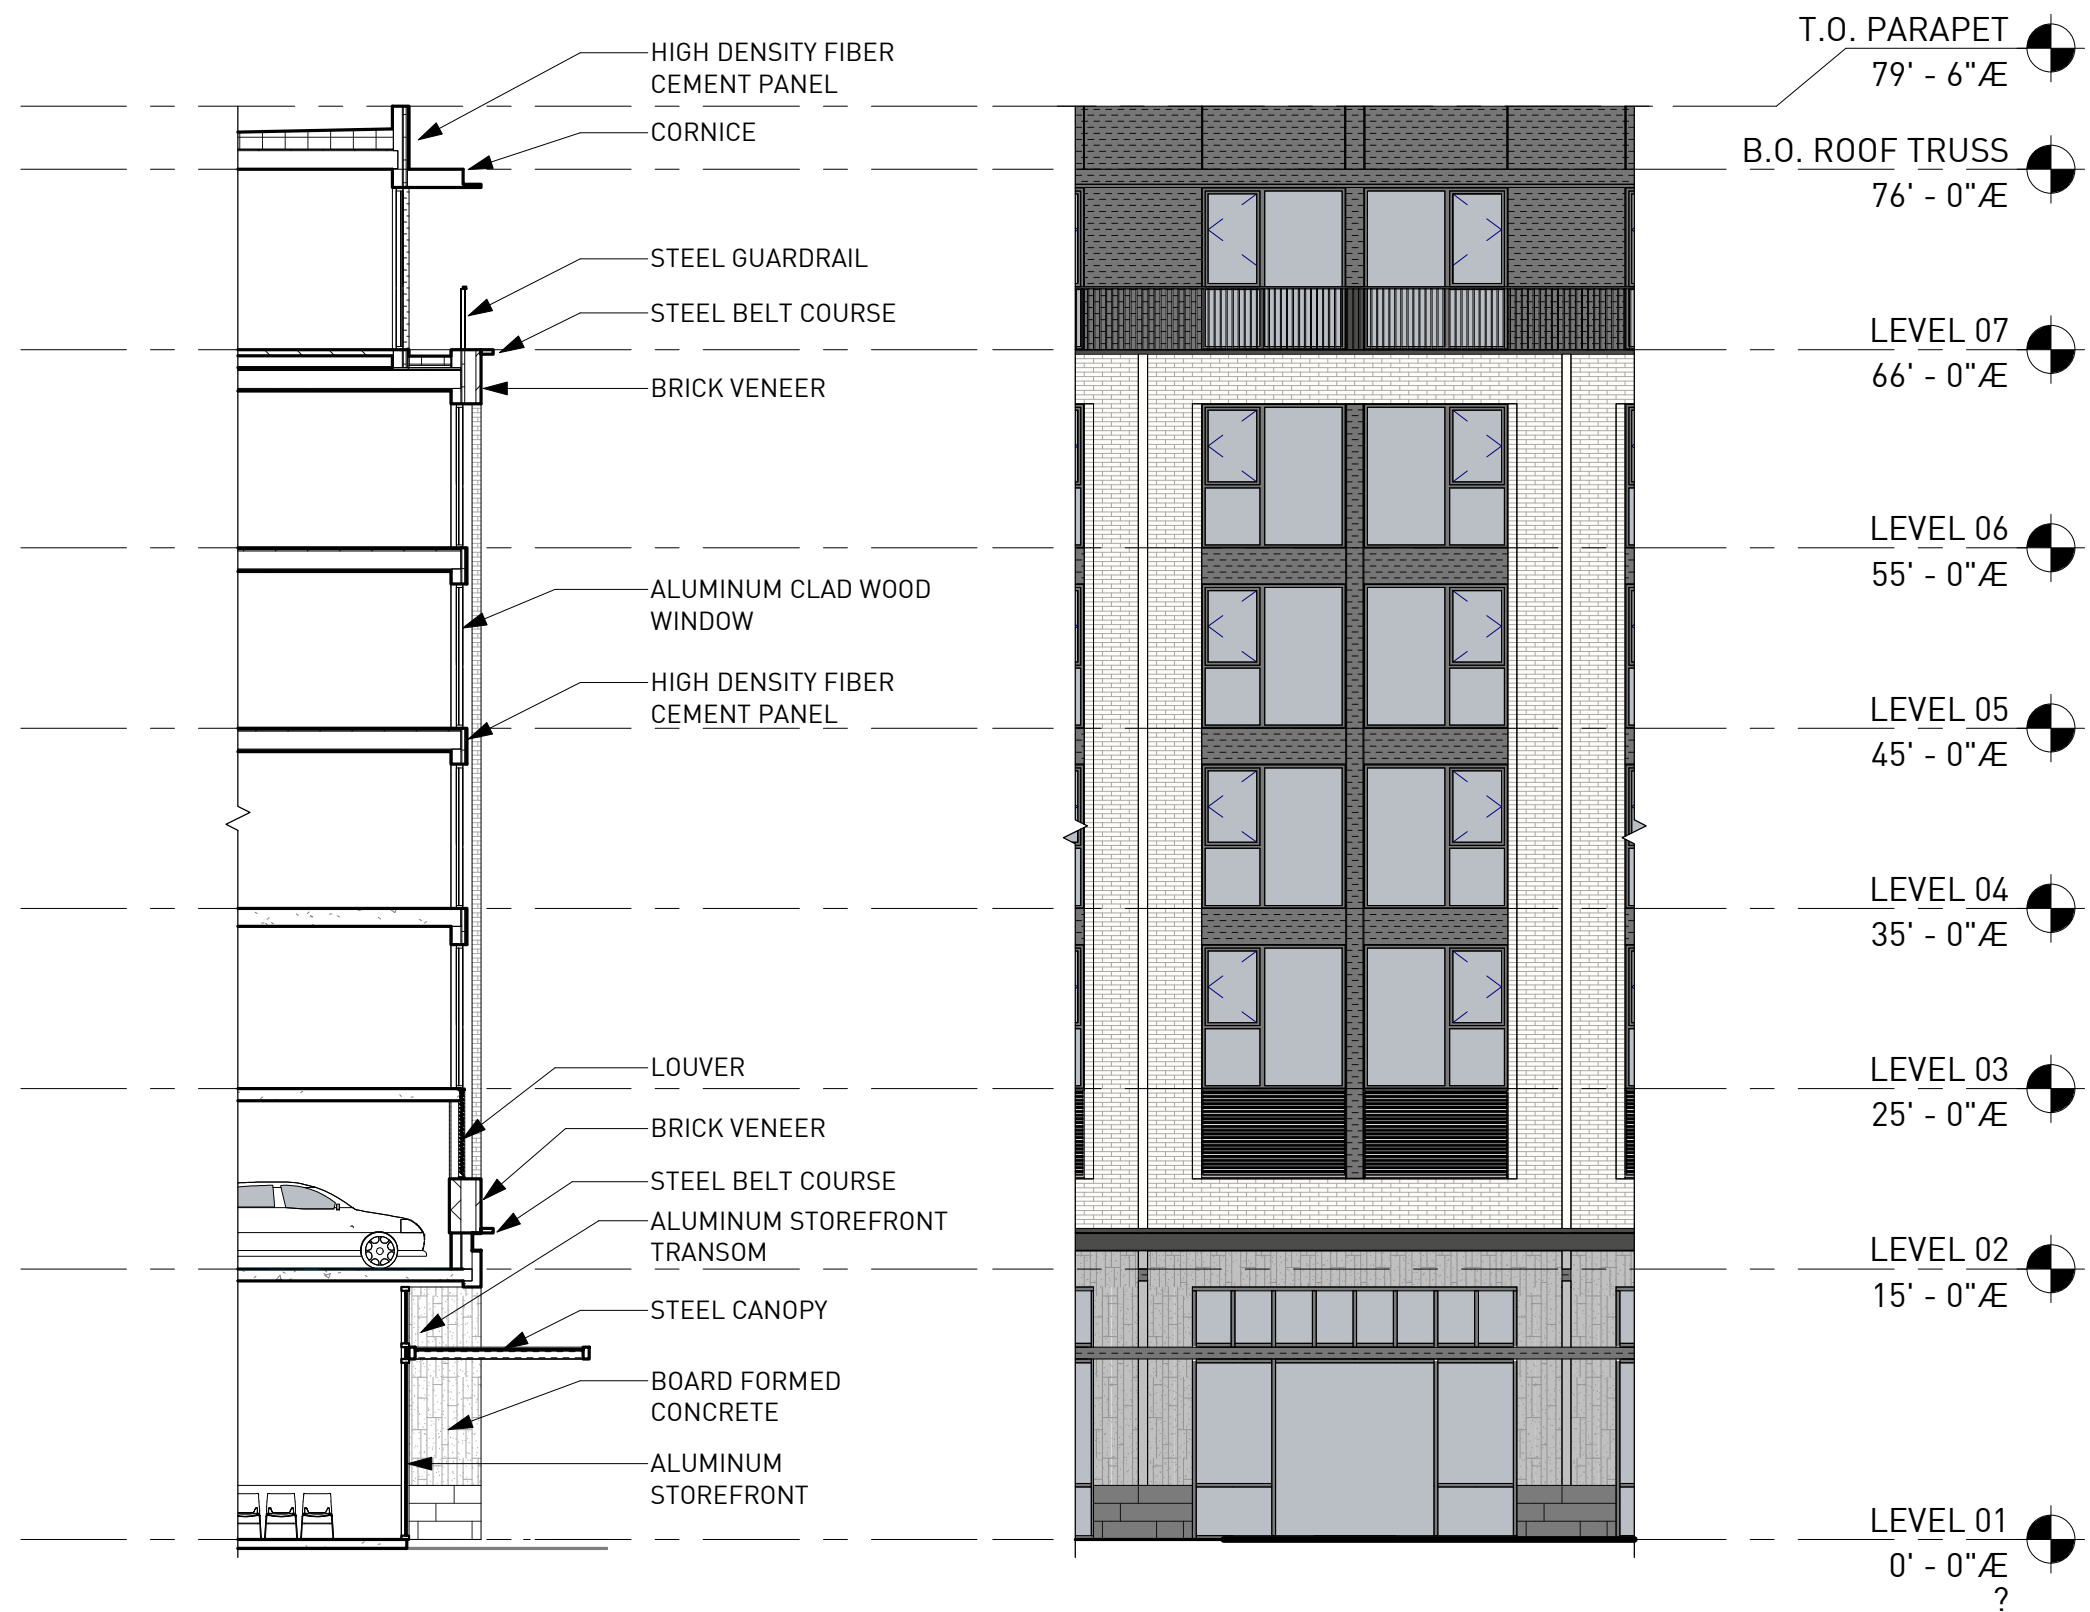 HIGH DENSITY FIBER
CEMENT PANEL
CORNICE
STEEL GUARDRAIL
STEEL BELT COURSE
BRICK VENEER
ALUMINUM CLAD WOOD
WINDOW
HIGH DENSITY FIBER
CEMENT PANEL
LOUVER
BRICK VENEER
STEEL BELT COURSE
ALUMINUM STOREFRONT
TRANSOM
STEEL CANOPY
BOARD FORMED
CONCRETE
ALUMINUM
STOREFRONT
T.O. PARAPET
79' - 6"Æ
B.O. ROOF TRUSS
76' - 0"Æ
LEVEL 07
66' - 0"Æ
LEVEL 06
55' - 0"Æ
LEVEL 05
45' - 0"Æ
LEVEL 04
35' - 0"Æ
LEVEL 03
25' - 0"Æ
LEVEL 02
15' - 0"Æ
LEVEL 01
0' - 0"Æ
?